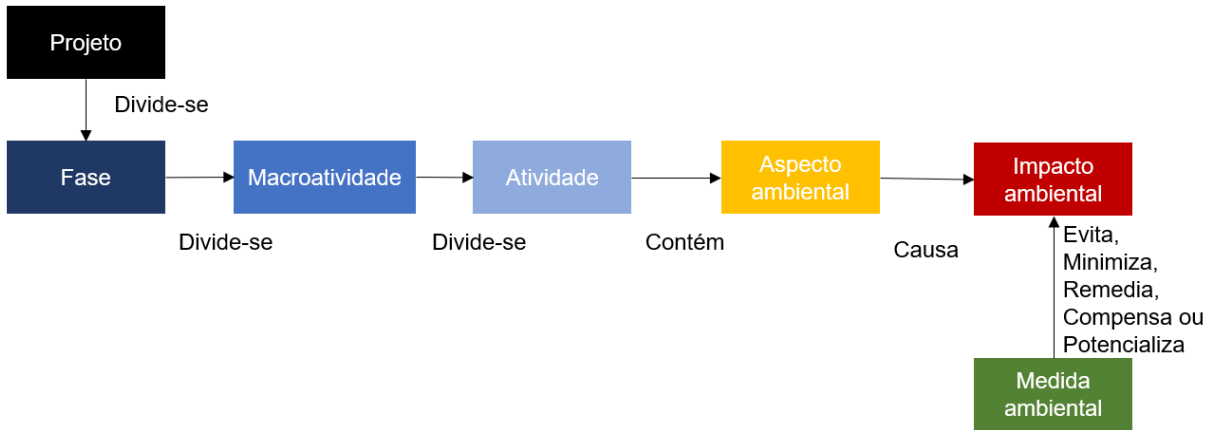 Projeto
Divide-se
Fase
Macroatividade
Atividade
Aspecto
ambiental
Impacto
ambiental
Divide-se
Divide-se
Contém
Causa
Evita,
Minimiza,
Remedia,
Compensa ou
Potencializa
Medida
ambiental